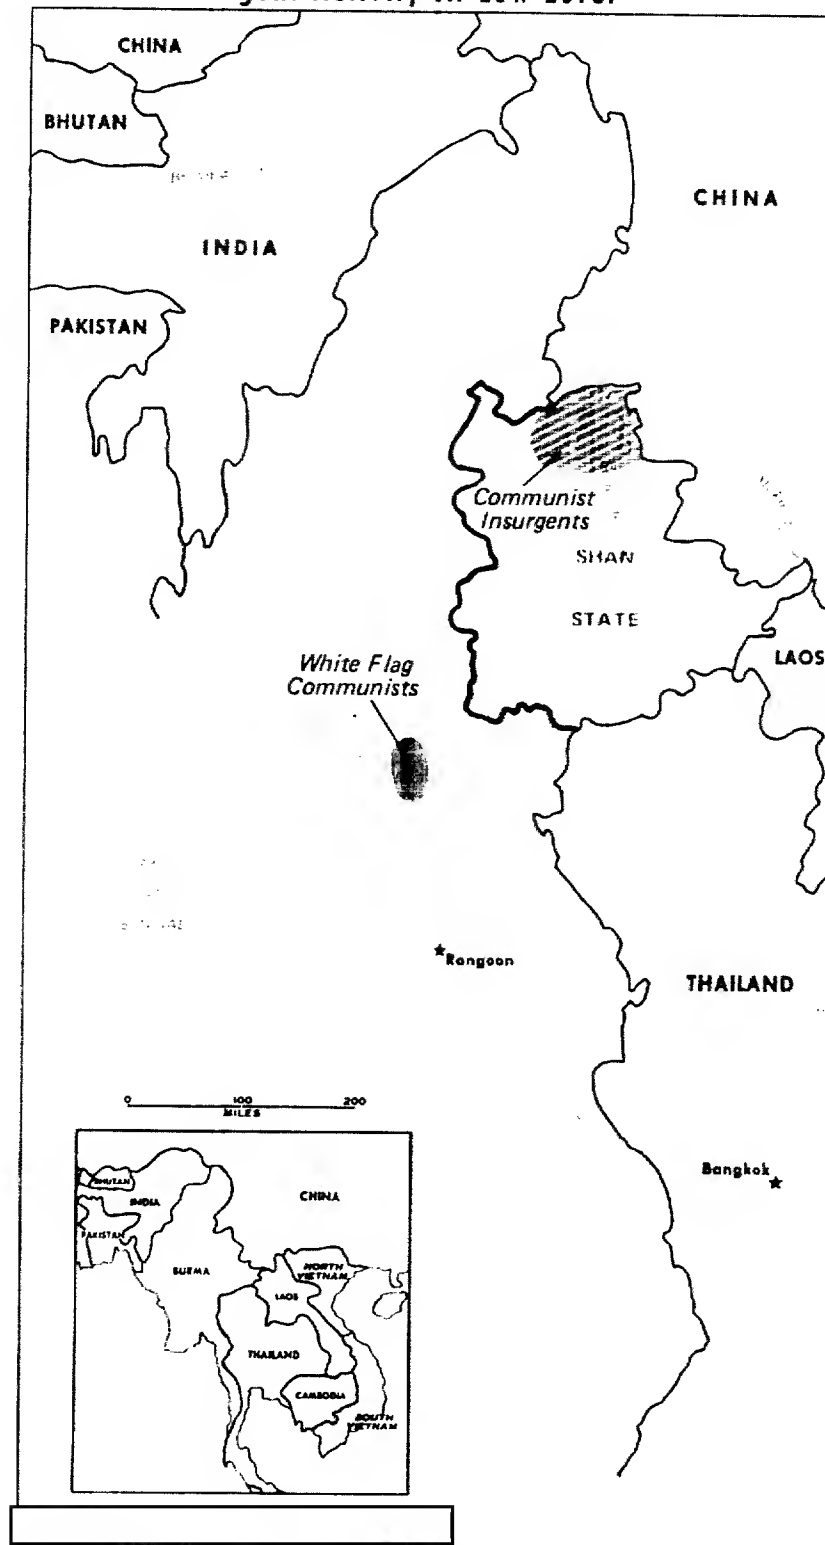 CHINA
BHUTAN
CHINA
INDIA
PAKISTAN
Communist
Insurgents
SHAN
STATE
LAOS
White Flag
Communists
Rangoon
THAILAND
0 100 200
MILES
Bangkok
BHUTAN
INDIA
CHINA
PAKISTAN
BURMA
NORTH
VIETNAM
LAOS
THAILAND
CAMBODIA
SOUTH
VIETNAM